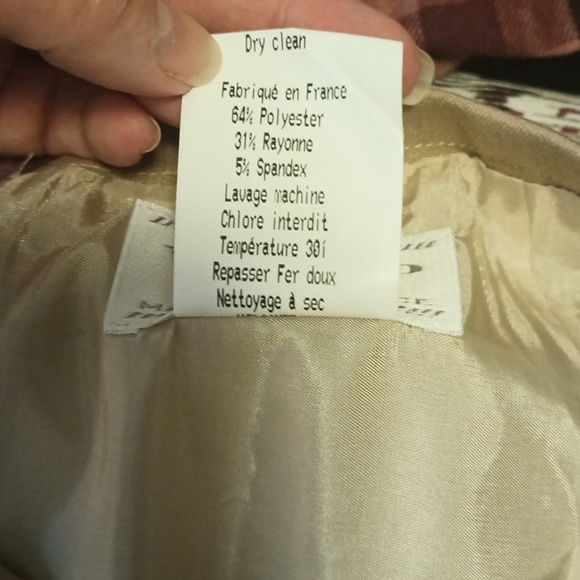 Dry clean
Fabriqué en France
64% Polyester
31% Rayonne
5% Spandex
Lavage machine
Chlore interdit
Température 30í
Repasser Fer doux
Nettoyage à sec